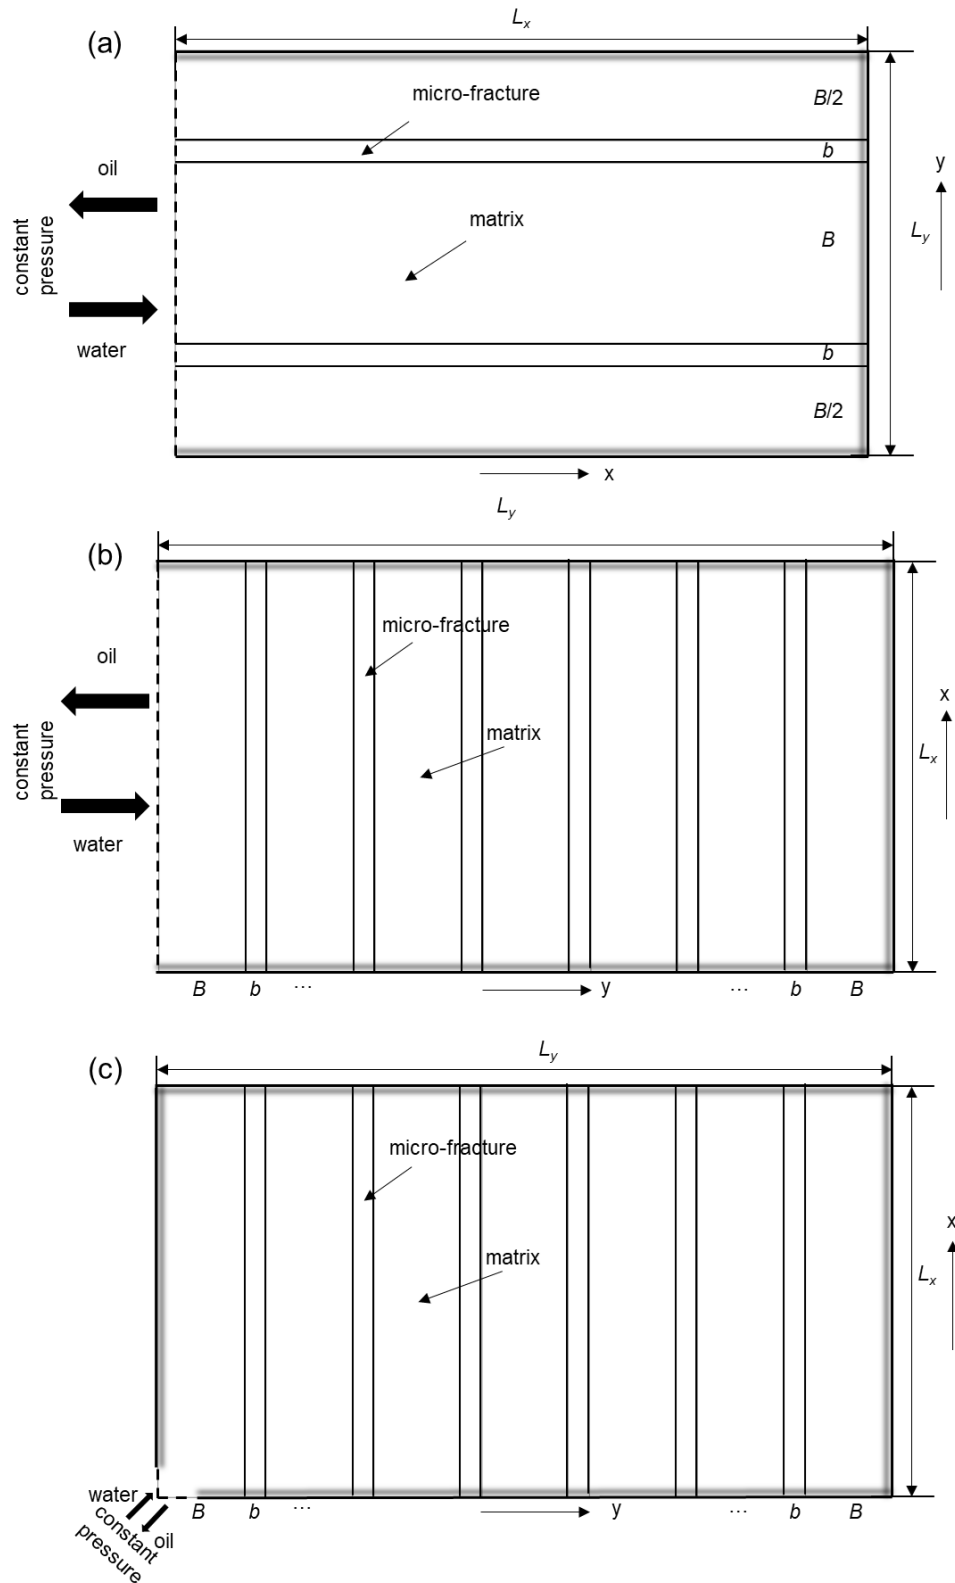 (a)
Lx
micro-fracture
B/2
b
y
oil
constant
pressure
matrix
B
Ly
water
b
B/2
x
Ly
(b)
micro-fracture
oil
x
constant
pressure
matrix
Lx
water
B b ... y ... b B
(c)
Ly
micro-fracture
x
matrix
Lx
water
constant
pressure
oil
B b ... y ... b B